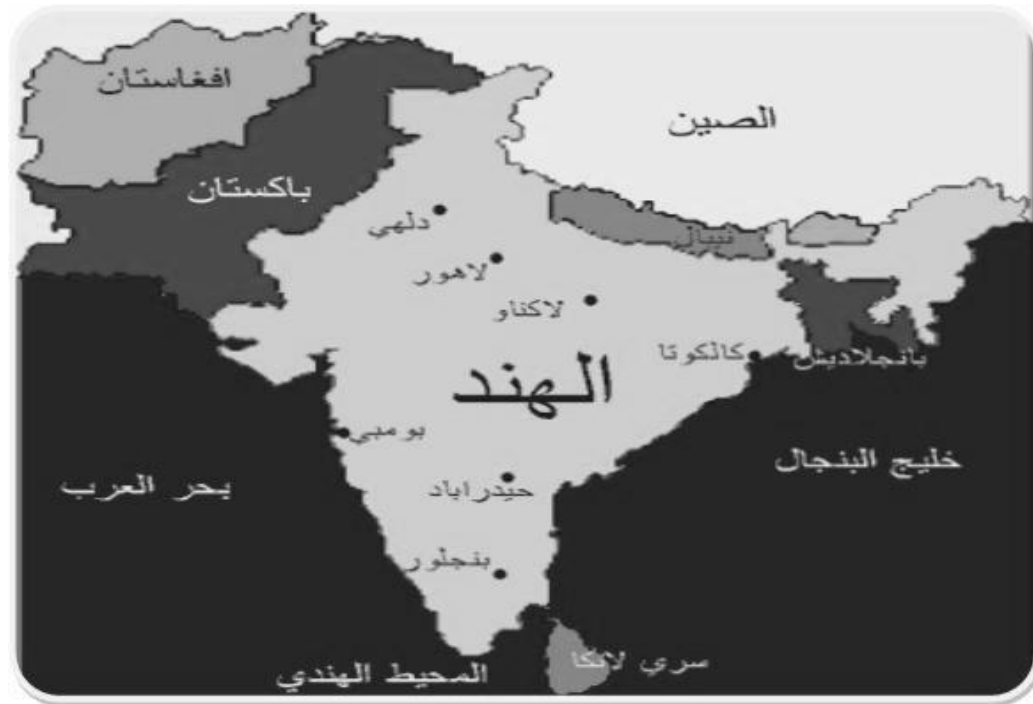 افغاستان
الصين
باكستان
دلهي
نيبال
لاهور
لاكناو
كالكوتا
بانجلاديش
الهند
بومبي
خليج البنجال
حيدراباد
بحر العرب
بنجلور
سري لانكا
المحيط الهندي